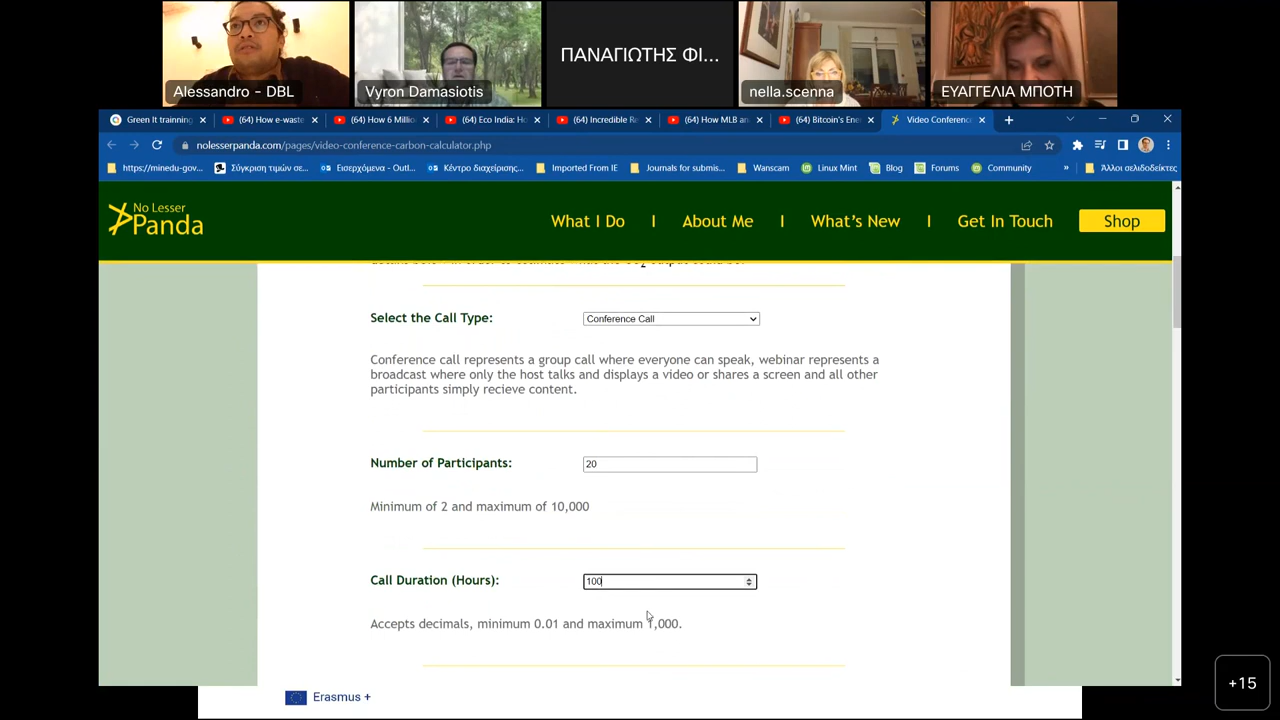 Alessandro - DBL
Vyron Damasiotis
ΠΑΝΑΓΙΩΤΗΣ ΦΙ...
nella.scenna
ΕΥΑΓΓΕΛΙΑ ΜΠΟΤΗ
Green It trainning
(64) How e-waste
(64) How 6 Millio
(64) Eco India: Ho
(64) Incredible Re
(64) How MLB an
(64) Bitcoin's Ene
Video Conferenc
nolesserpanda.com/pages/video-conference-carbon-calculator.php
https://minedu-gov...
Σύγκριση τιμών σε...
Εισερχόμενα - Outl...
Κέντρο διαχείρισης...
Imported From IE
Journals for submis...
Wanscam
Linux Mint
Blog
Forums
Community
»
Άλλοι σελιδοδείκτες
No Lesser
Panda
What I Do | About Me | What's New | Get In Touch
Shop
Select the Call Type:
Conference Call
Conference call represents a group call where everyone can speak, webinar represents a
broadcast where only the host talks and displays a video or shares a screen and all other
participants simply recieve content.
Number of Participants:
20
Minimum of 2 and maximum of 10,000
Call Duration (Hours):
100
Accepts decimals, minimum 0.01 and maximum 1,000.
Erasmus +
+15